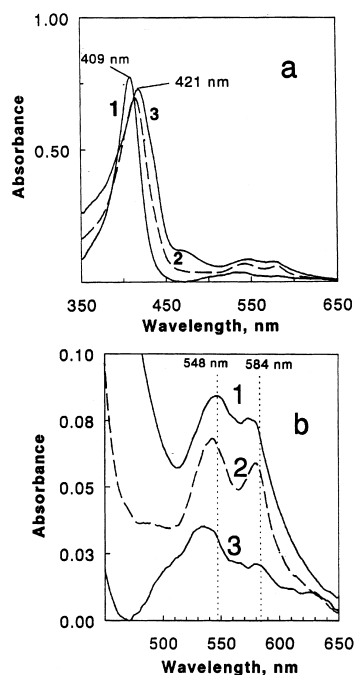 1.00
a
409 nm
421 nm
1
3
0.50
2
Absorbance
350 400 450 500 550 600 650
Wavelength, nm
0.10
548 nm 584 nm
1
b
0.08
2
0.05
3
0.03
0.00
Absorbance
500 550 600 650
Wavelength, nm